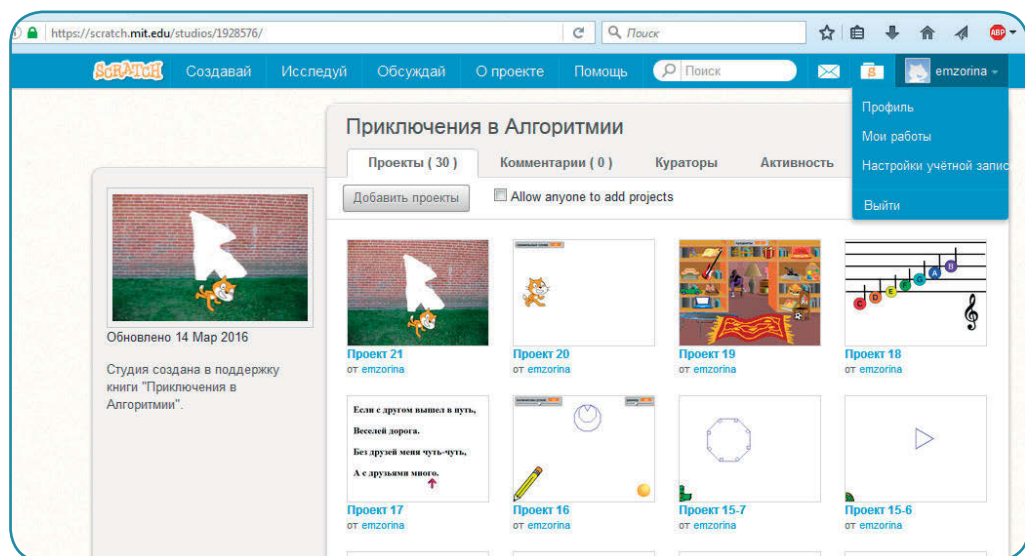 https://scratch.mit.edu/studios/1928576/
Поиск
ABP
SCRATCH Создавай Исследуй Обсуждай О проекте Помощь Поиск S emzorina
Профиль
Мои работы
Настройки учётной запис
Выйти
Приключения в Алгоритмии
Проекты ( 30 ) Комментарии ( 0 ) Кураторы Активность
Добавить проекты Allow anyone to add projects
Обновлено 14 Мар 2016
Студия создана в поддержку
книги "Приключения в
Алгоритмии".
C D E F G A B
Проект 21 Проект 20 Проект 19 Проект 18
от emzorina от emzorina от emzorina от emzorina
Если с другом вышел в путь,
Веселей дорога.
Без друзей меня чуть-чуть,
А с друзьями много.
Проект 17 Проект 16 Проект 15-7 Проект 15-6
от emzorina от emzorina от emzorina от emzorina